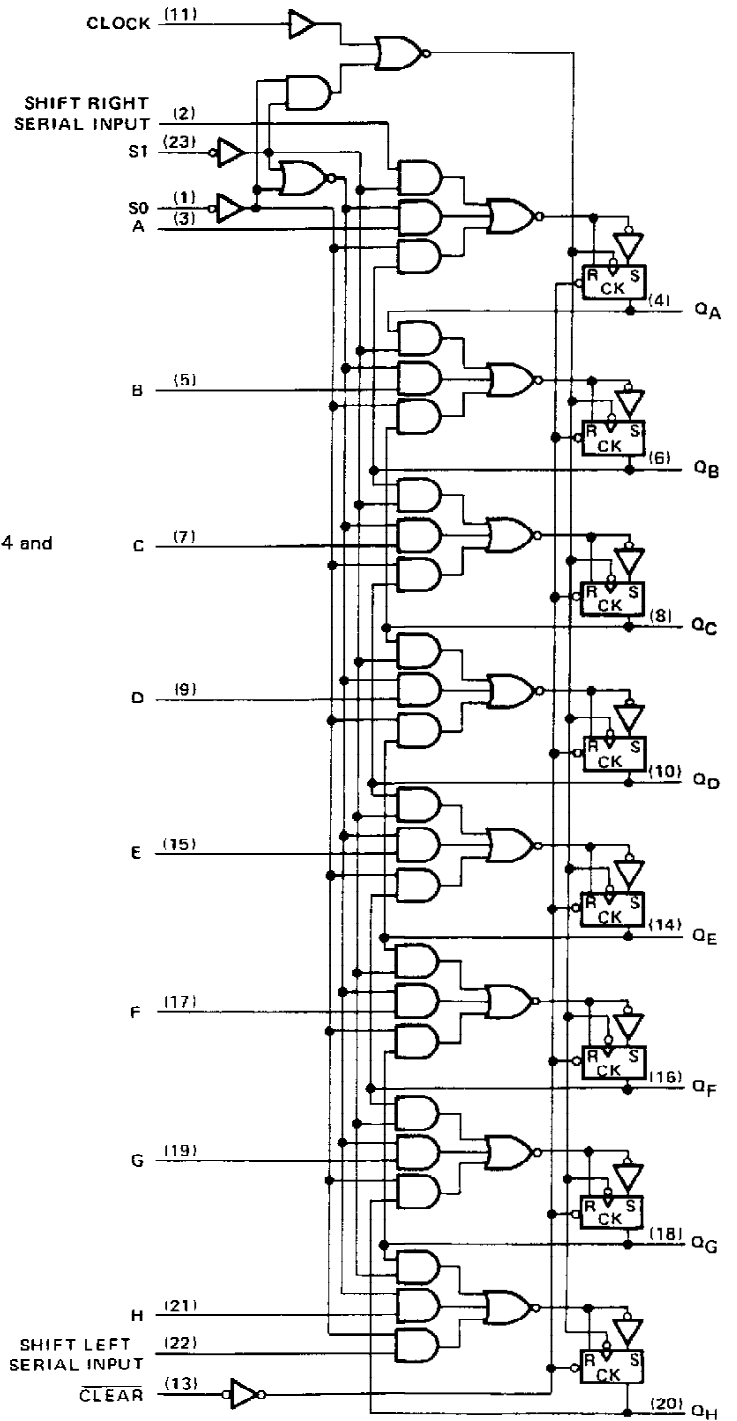 CLOCK (11)
SHIFT RIGHT
SERIAL INPUT (2)
S1 (23)
S0 (1)
A (3)
R S
CK
(4) QA
B (5)
R S
CK
(6) QB
4 and
C (7)
R S
CK
(8) QC
D (9)
R S
CK
(10) QD
E (15)
R S
CK
(14) QE
F (17)
R S
CK
(16) QF
G (19)
R S
CK
(18) QG
H (21)
SHIFT LEFT
SERIAL INPUT (22)
R S
CK
CLEAR (13)
(20) QH